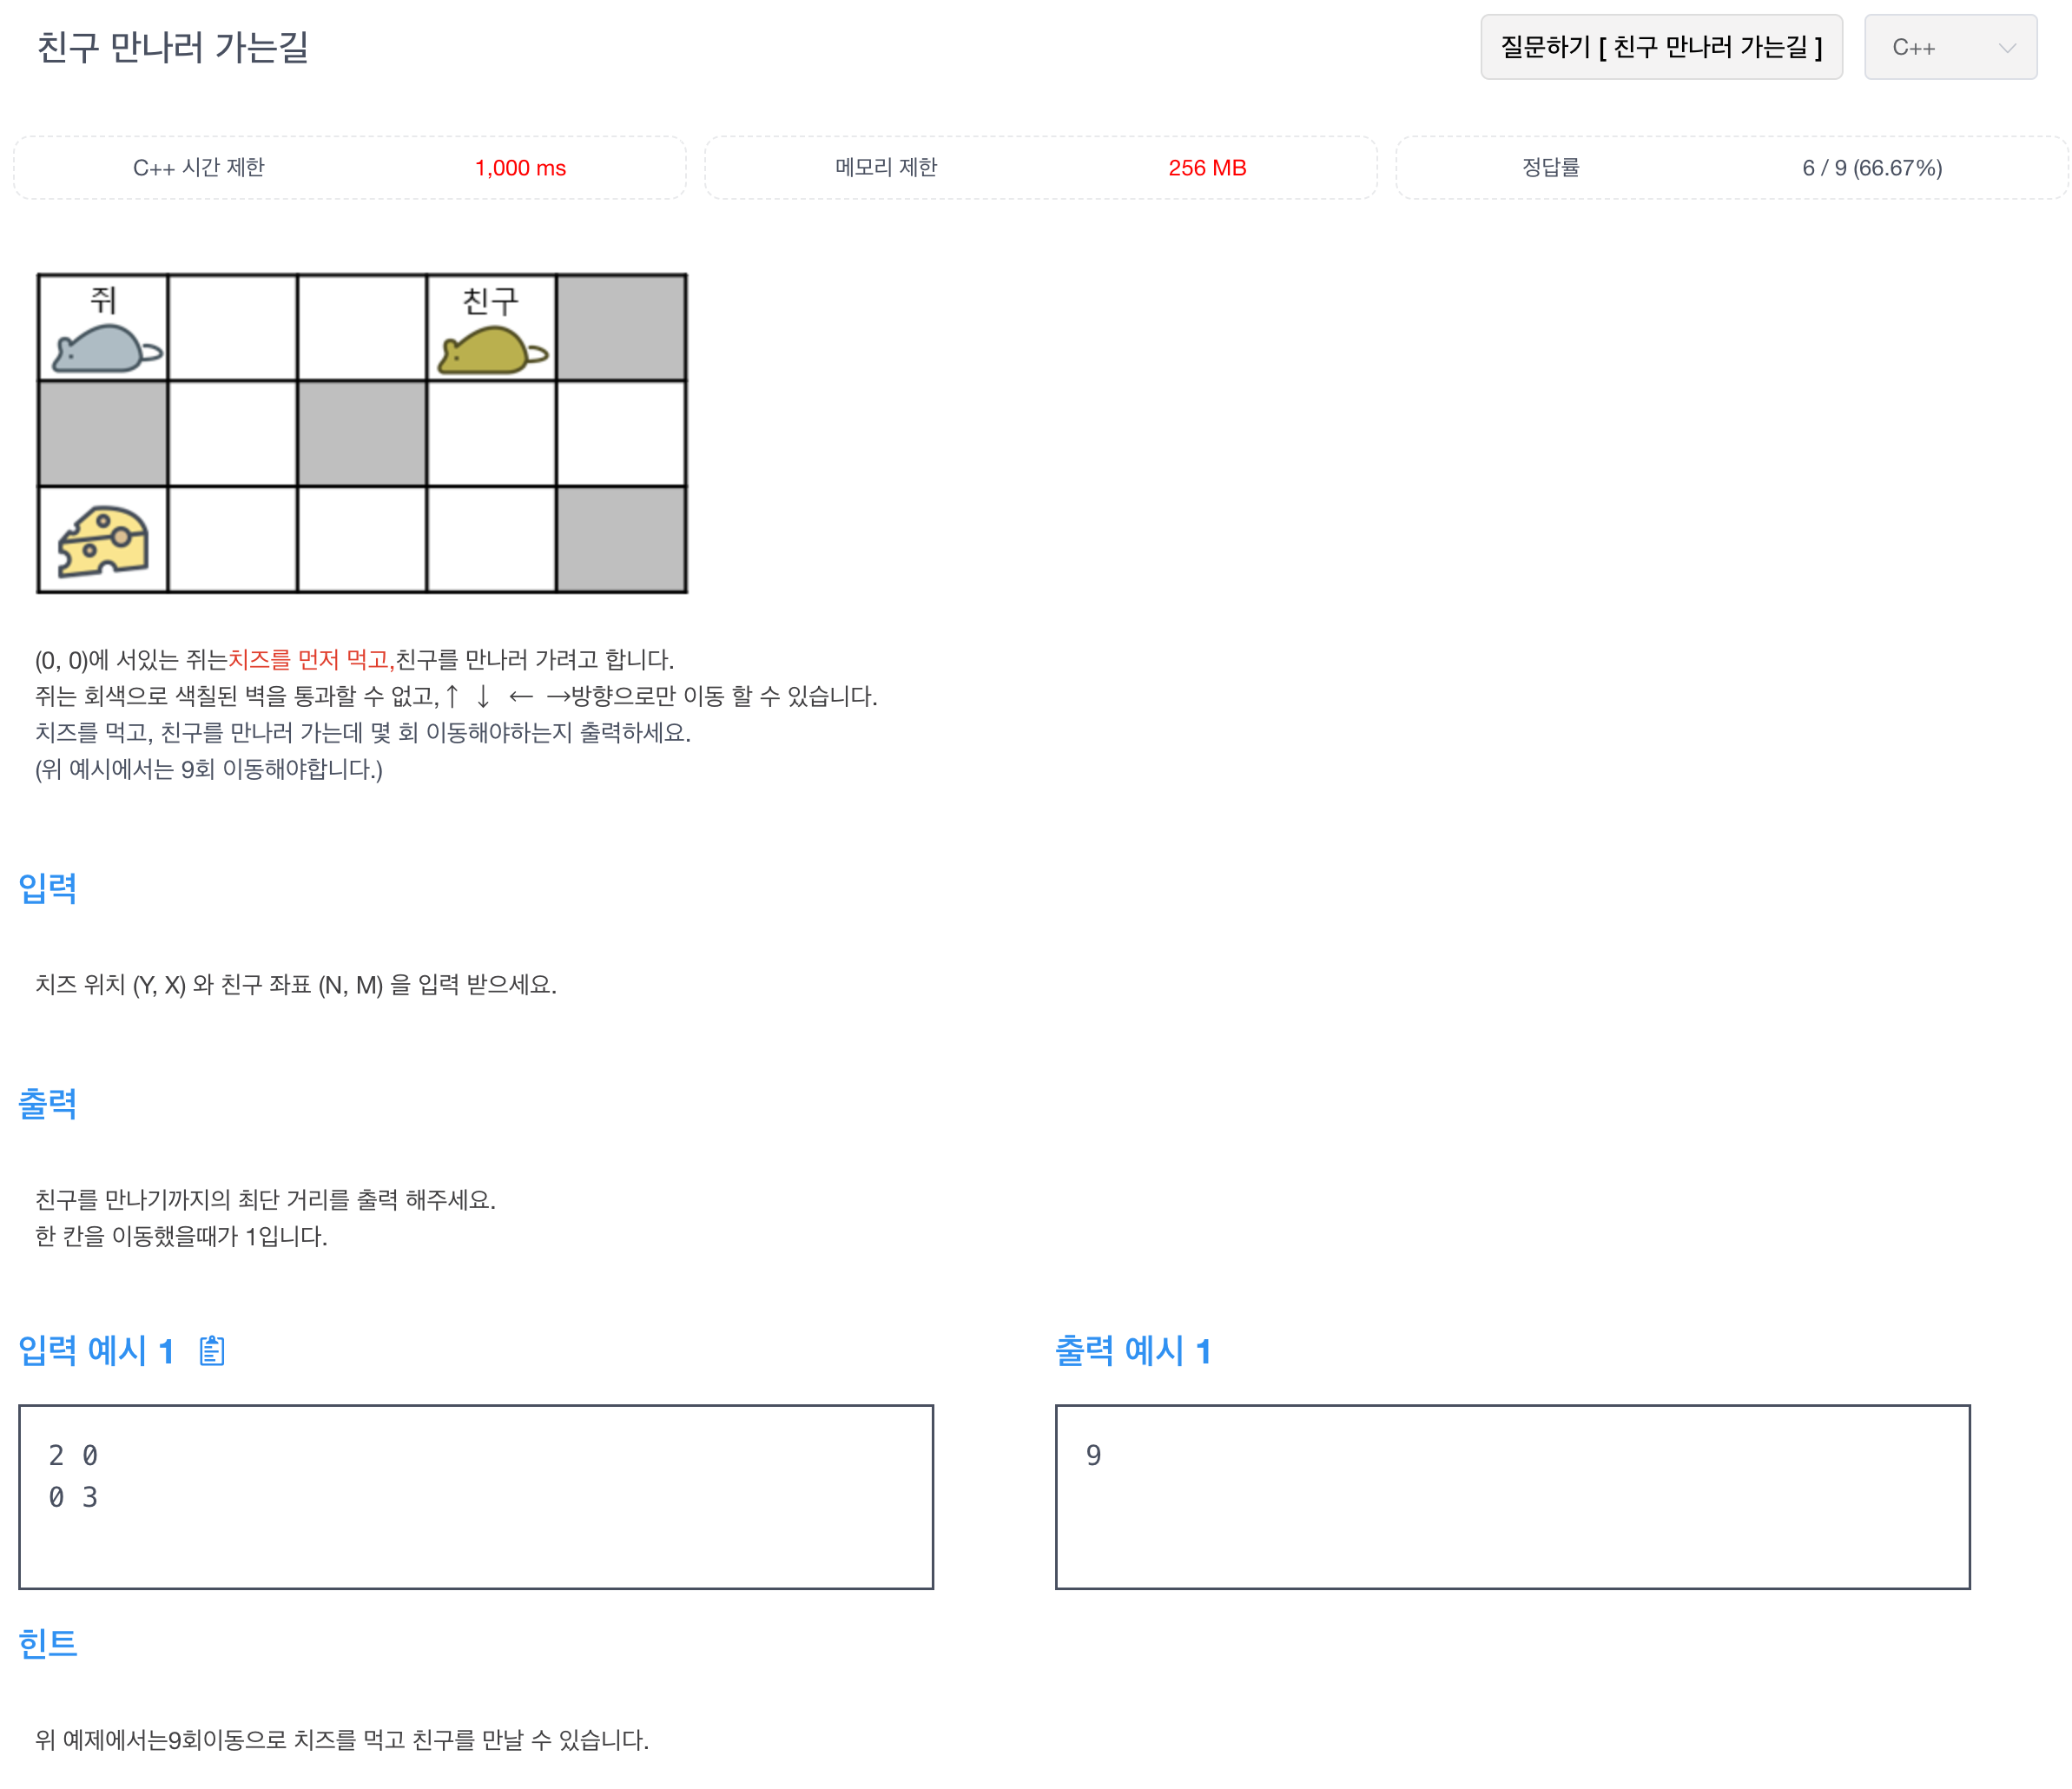 친구 만나러 가는길
질문하기 [ 친구 만나러 가는길 ]
C++
C++ 시간 제한 1,000 ms
메모리 제한 256 MB
정답률 6 / 9 (66.67%)
쥐
친구
(0, 0)에 서있는 쥐는치즈를 먼저 먹고,친구를 만나러 가려고 합니다.
쥐는 회색으로 색칠된 벽을 통과할 수 없고,↑ ↓ ← →방향으로만 이동 할 수 있습니다.
치즈를 먹고, 친구를 만나러 가는데 몇 회 이동해야하는지 출력하세요.
(위 예시에서는 9회 이동해야합니다.)
입력
치즈 위치 (Y, X) 와 친구 좌표 (N, M) 을 입력 받으세요.
출력
친구를 만나기까지의 최단 거리를 출력 해주세요.
한 칸을 이동했을때가 1입니다.
입력 예시 1
2 0
0 3
출력 예시 1
9
힌트
위 예제에서는9회이동으로 치즈를 먹고 친구를 만날 수 있습니다.